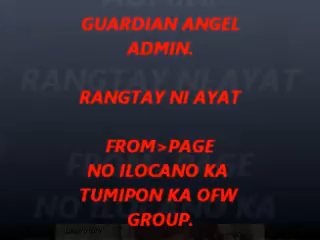 GUARDIAN ANGEL
ADMIN.
RANGTAY NI AYAT
FROM>PAGE
NO ILOCANO KA
TUMIPON KA OFW
GROUP.